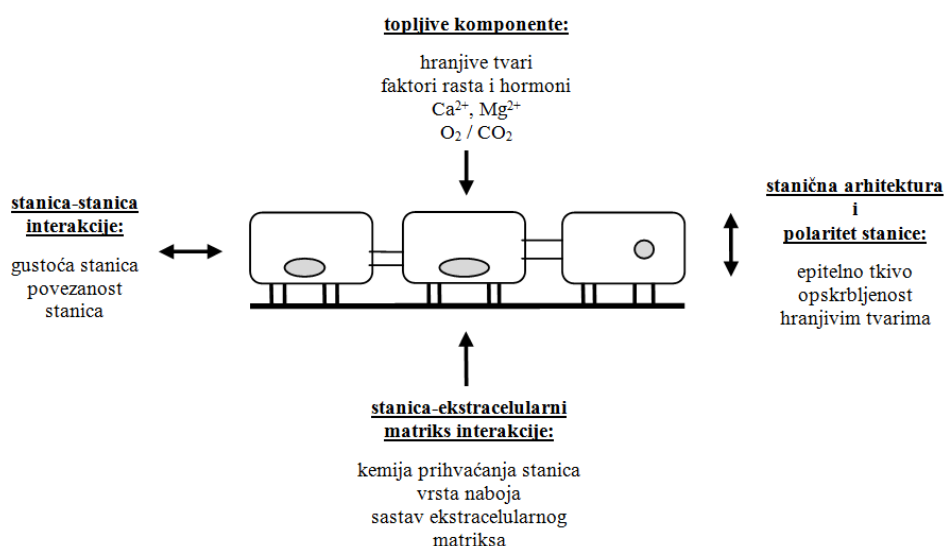 topljive komponente:
hranjive tvari
faktori rasta i hormoni
Ca²⁺, Mg²⁺
O₂ / CO₂
stanica-stanica
interakcije:
gustoća stanica
povezanost
stanica
stanična arhitektura
i
polaritet stanice:
epitelno tkivo
opskrbljenost
hranjivim tvarima
stanica-ekstracelularni
matriks interakcije:
kemija prihvaćanja stanica
vrsta naboja
sastav ekstracelularnog
matriksa